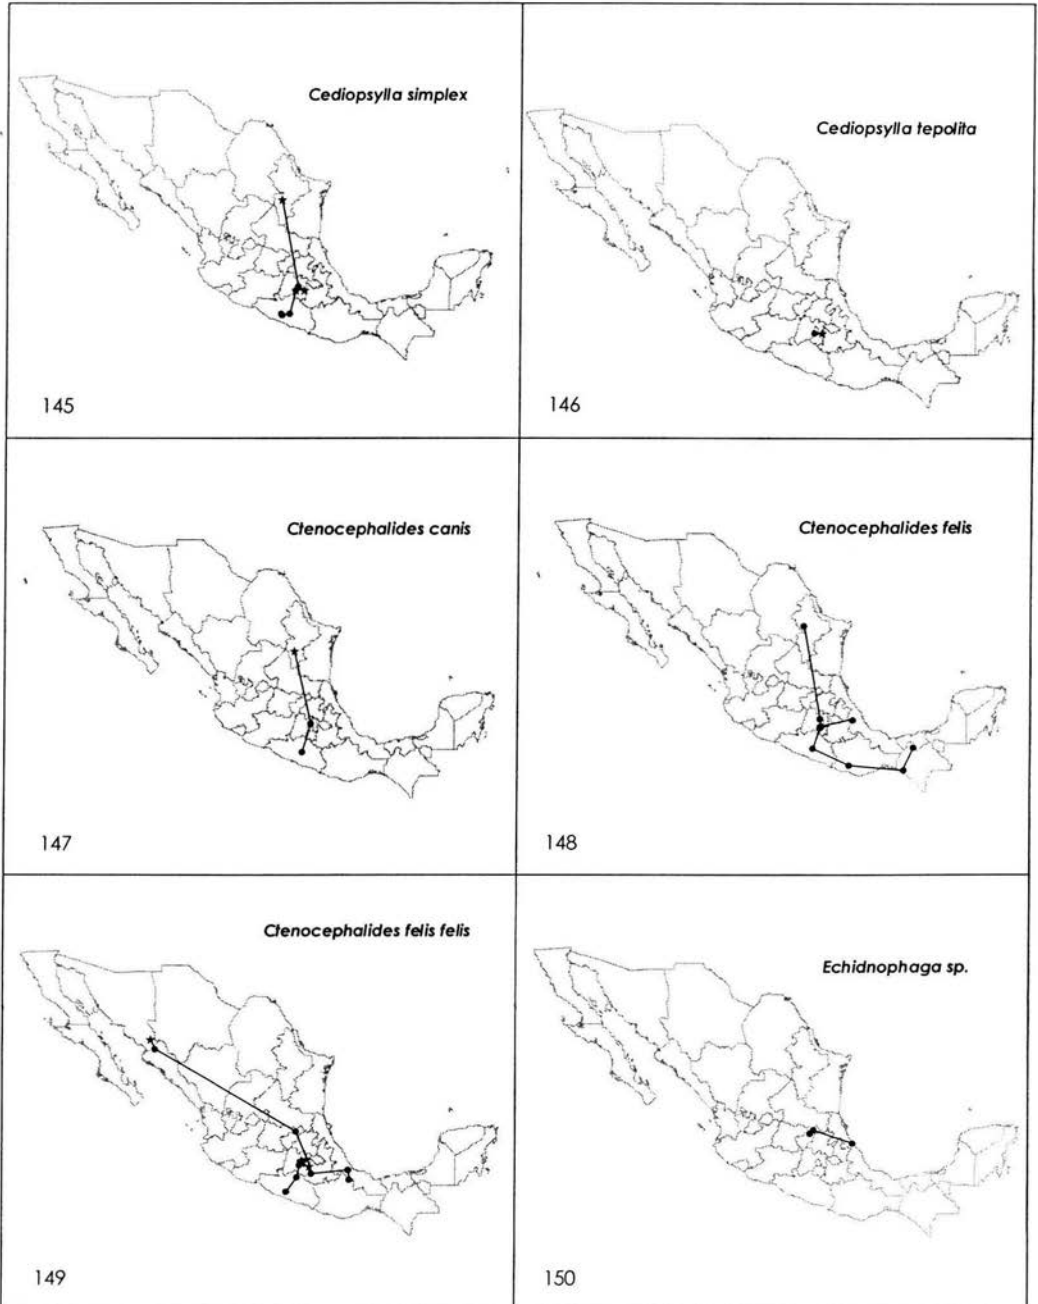 Cediopsylla simplex
145
Cediopsylla tepolita
146
Ctenocephalides canis
147
Ctenocephalides felis
148
Ctenocephalides felis felis
149
Echidnophaga sp.
150